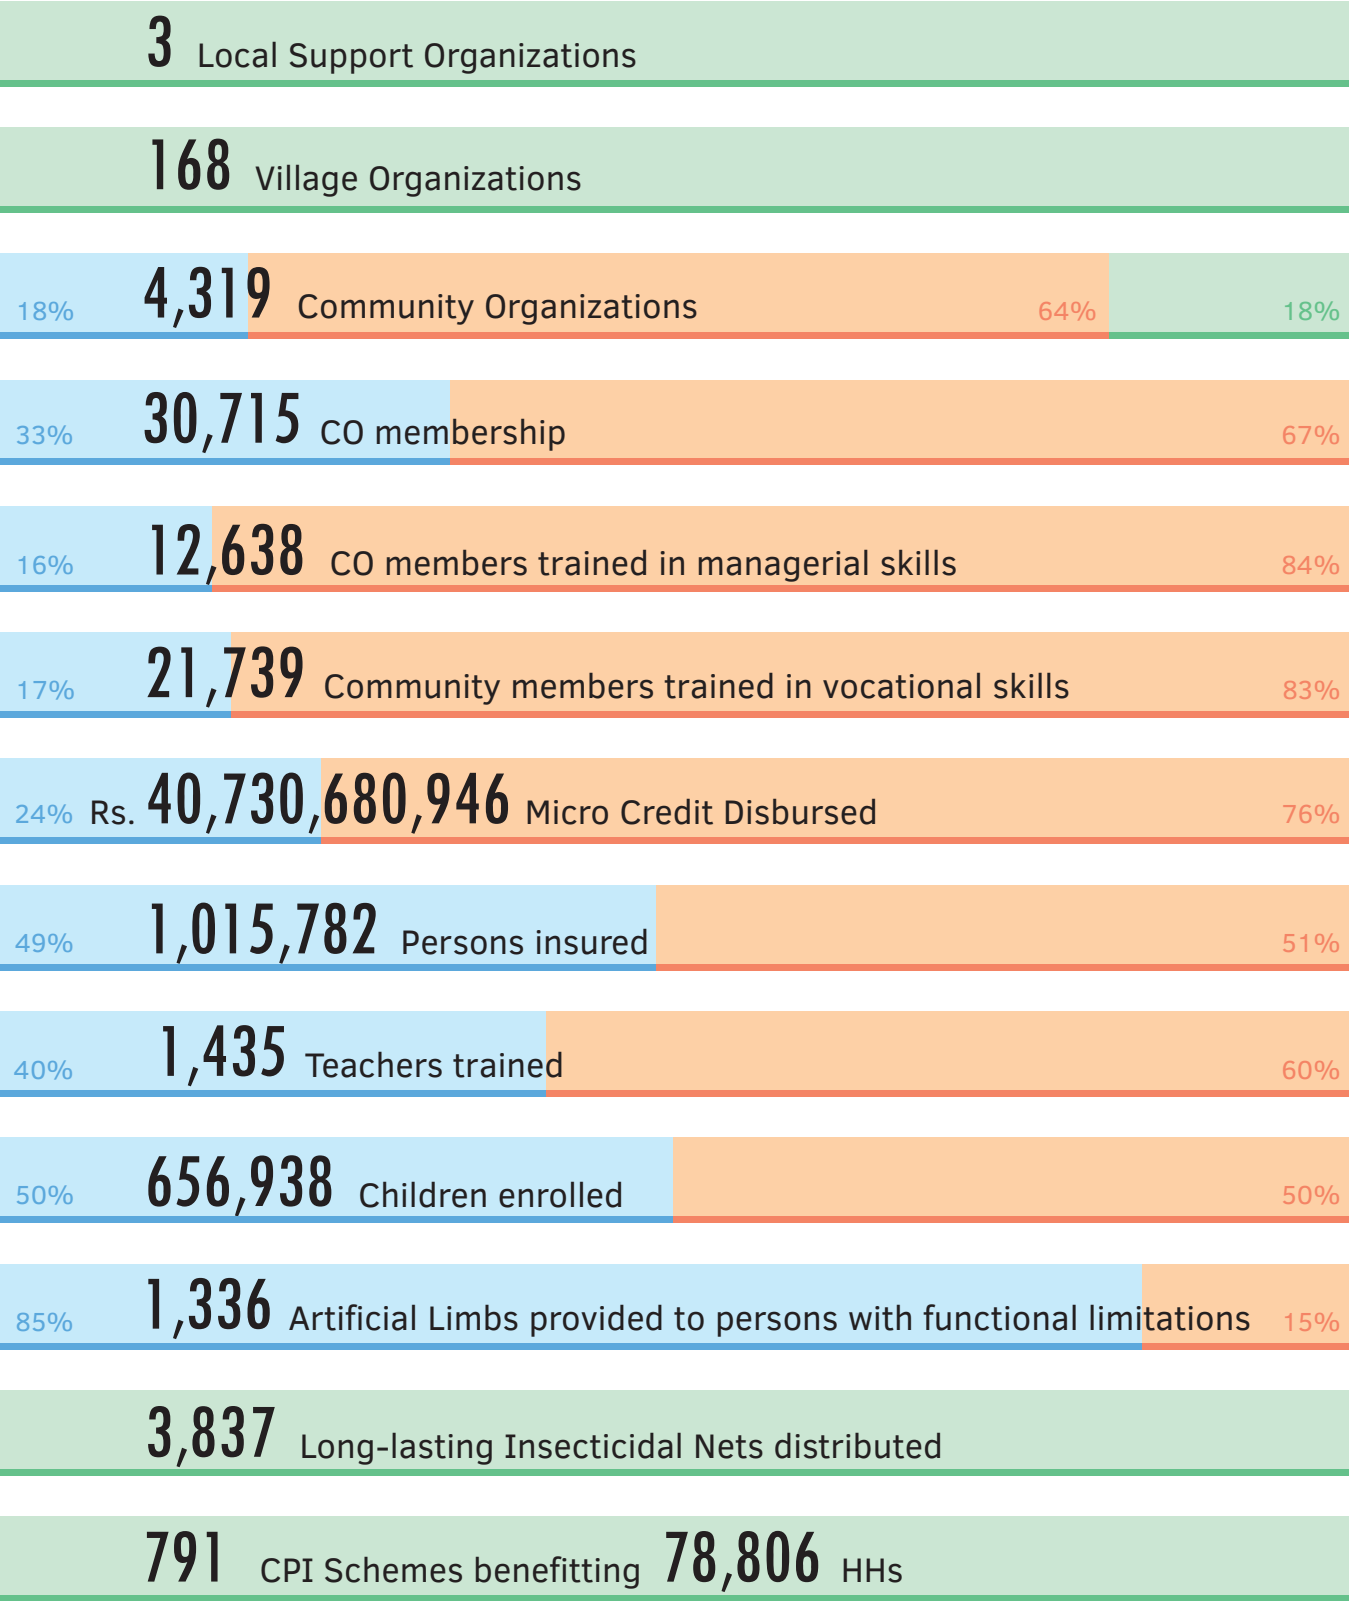 3 Local Support Organizations
168 Village Organizations
18% 4,319 Community Organizations 64% 18%
33% 30,715 CO membership 67%
16% 12,638 CO members trained in managerial skills 84%
17% 21,739 Community members trained in vocational skills 83%
24% Rs. 40,730,680,946 Micro Credit Disbursed 76%
49% 1,015,782 Persons insured 51%
40% 1,435 Teachers trained 60%
50% 656,938 Children enrolled 50%
85% 1,336 Artificial Limbs provided to persons with functional limitations 15%
3,837 Long-lasting Insecticidal Nets distributed
791 CPI Schemes benefitting 78,806 HHs